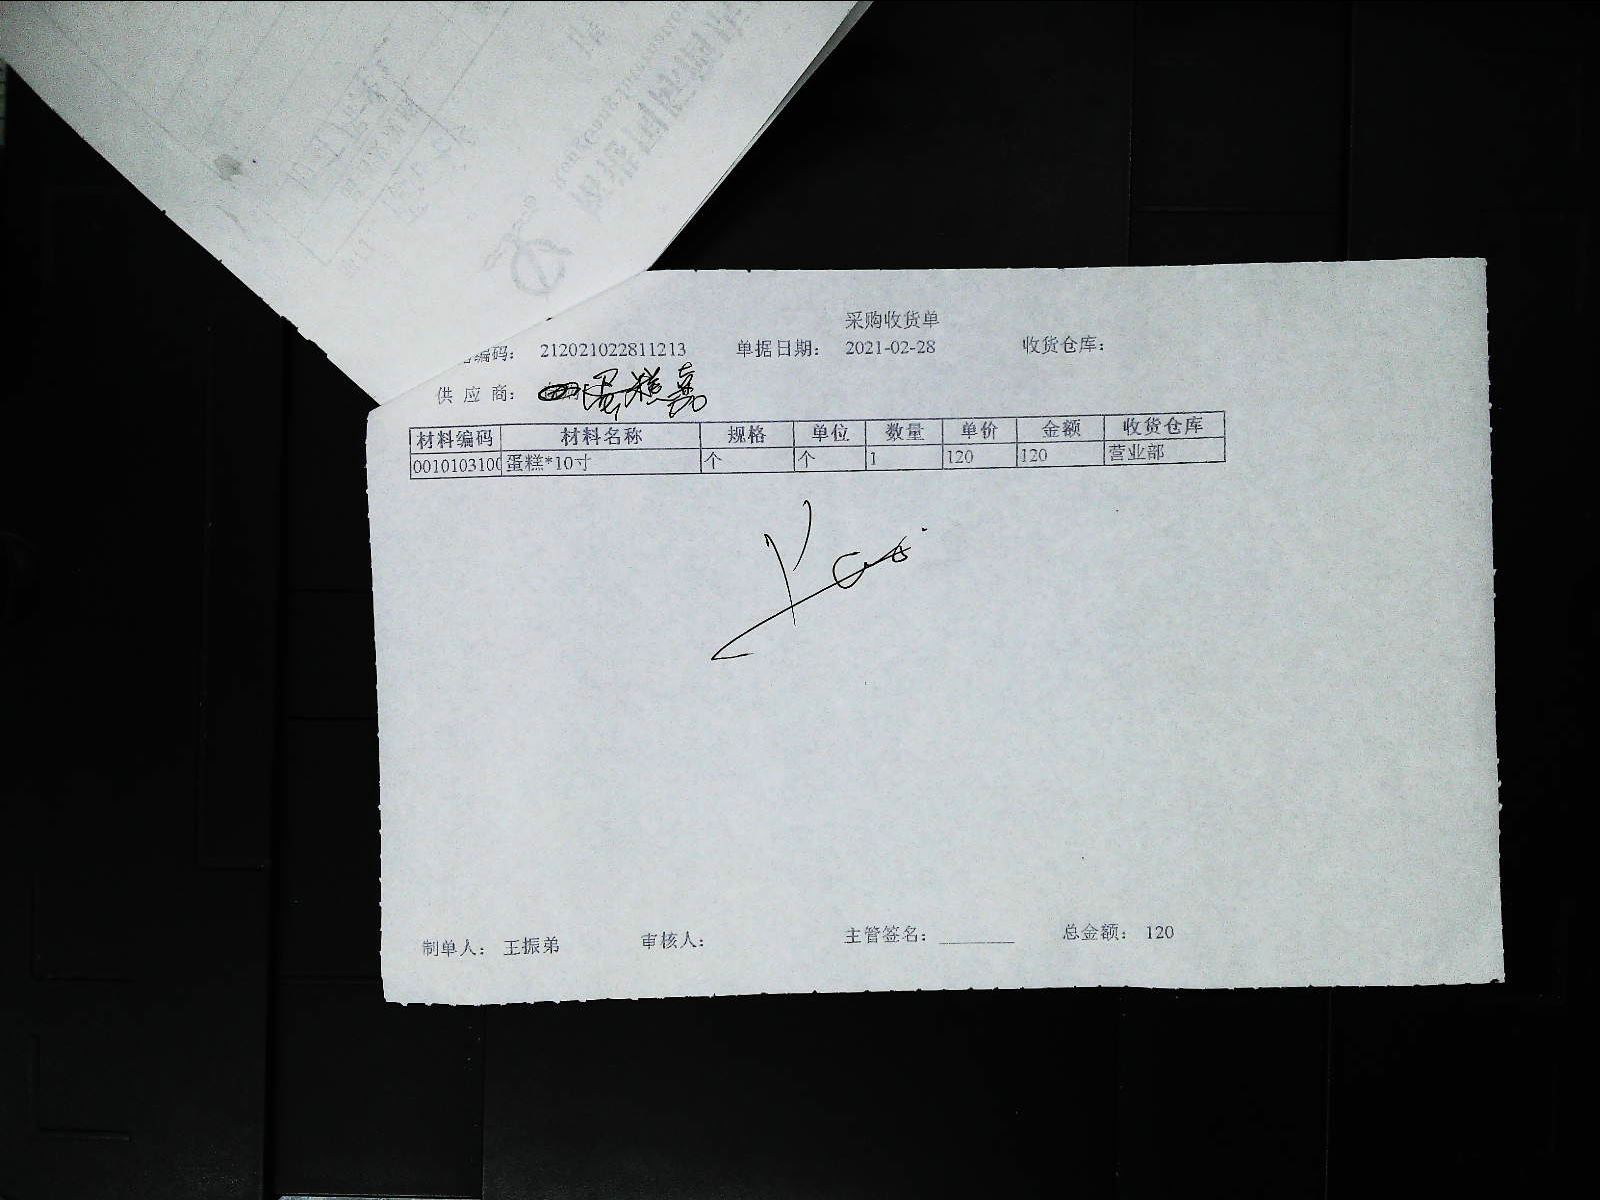 采购收货单
编码： 212021022811213 单据日期： 2021-02-28 收货仓库：
供 应 商：
材料编码 材料名称 规格 单位 数量 单价 金额 收货仓库
0010103100 蛋糕*10寸 个 个 1 120 120 营业部
制单人： 王振弟 审核人： 主管签名： ________ 总金额： 120